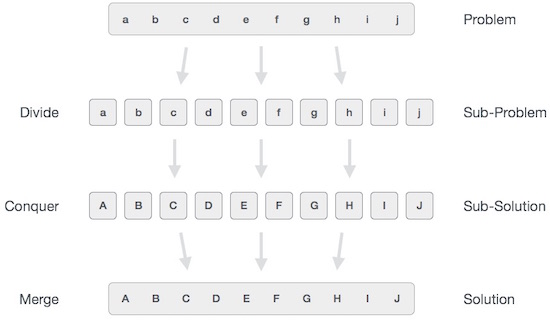 a b c d e f g h i j Problem
Divide a b c d e f g h i j Sub-Problem
Conquer A B C D E F G H I J Sub-Solution
Merge A B C D E F G H I J Solution